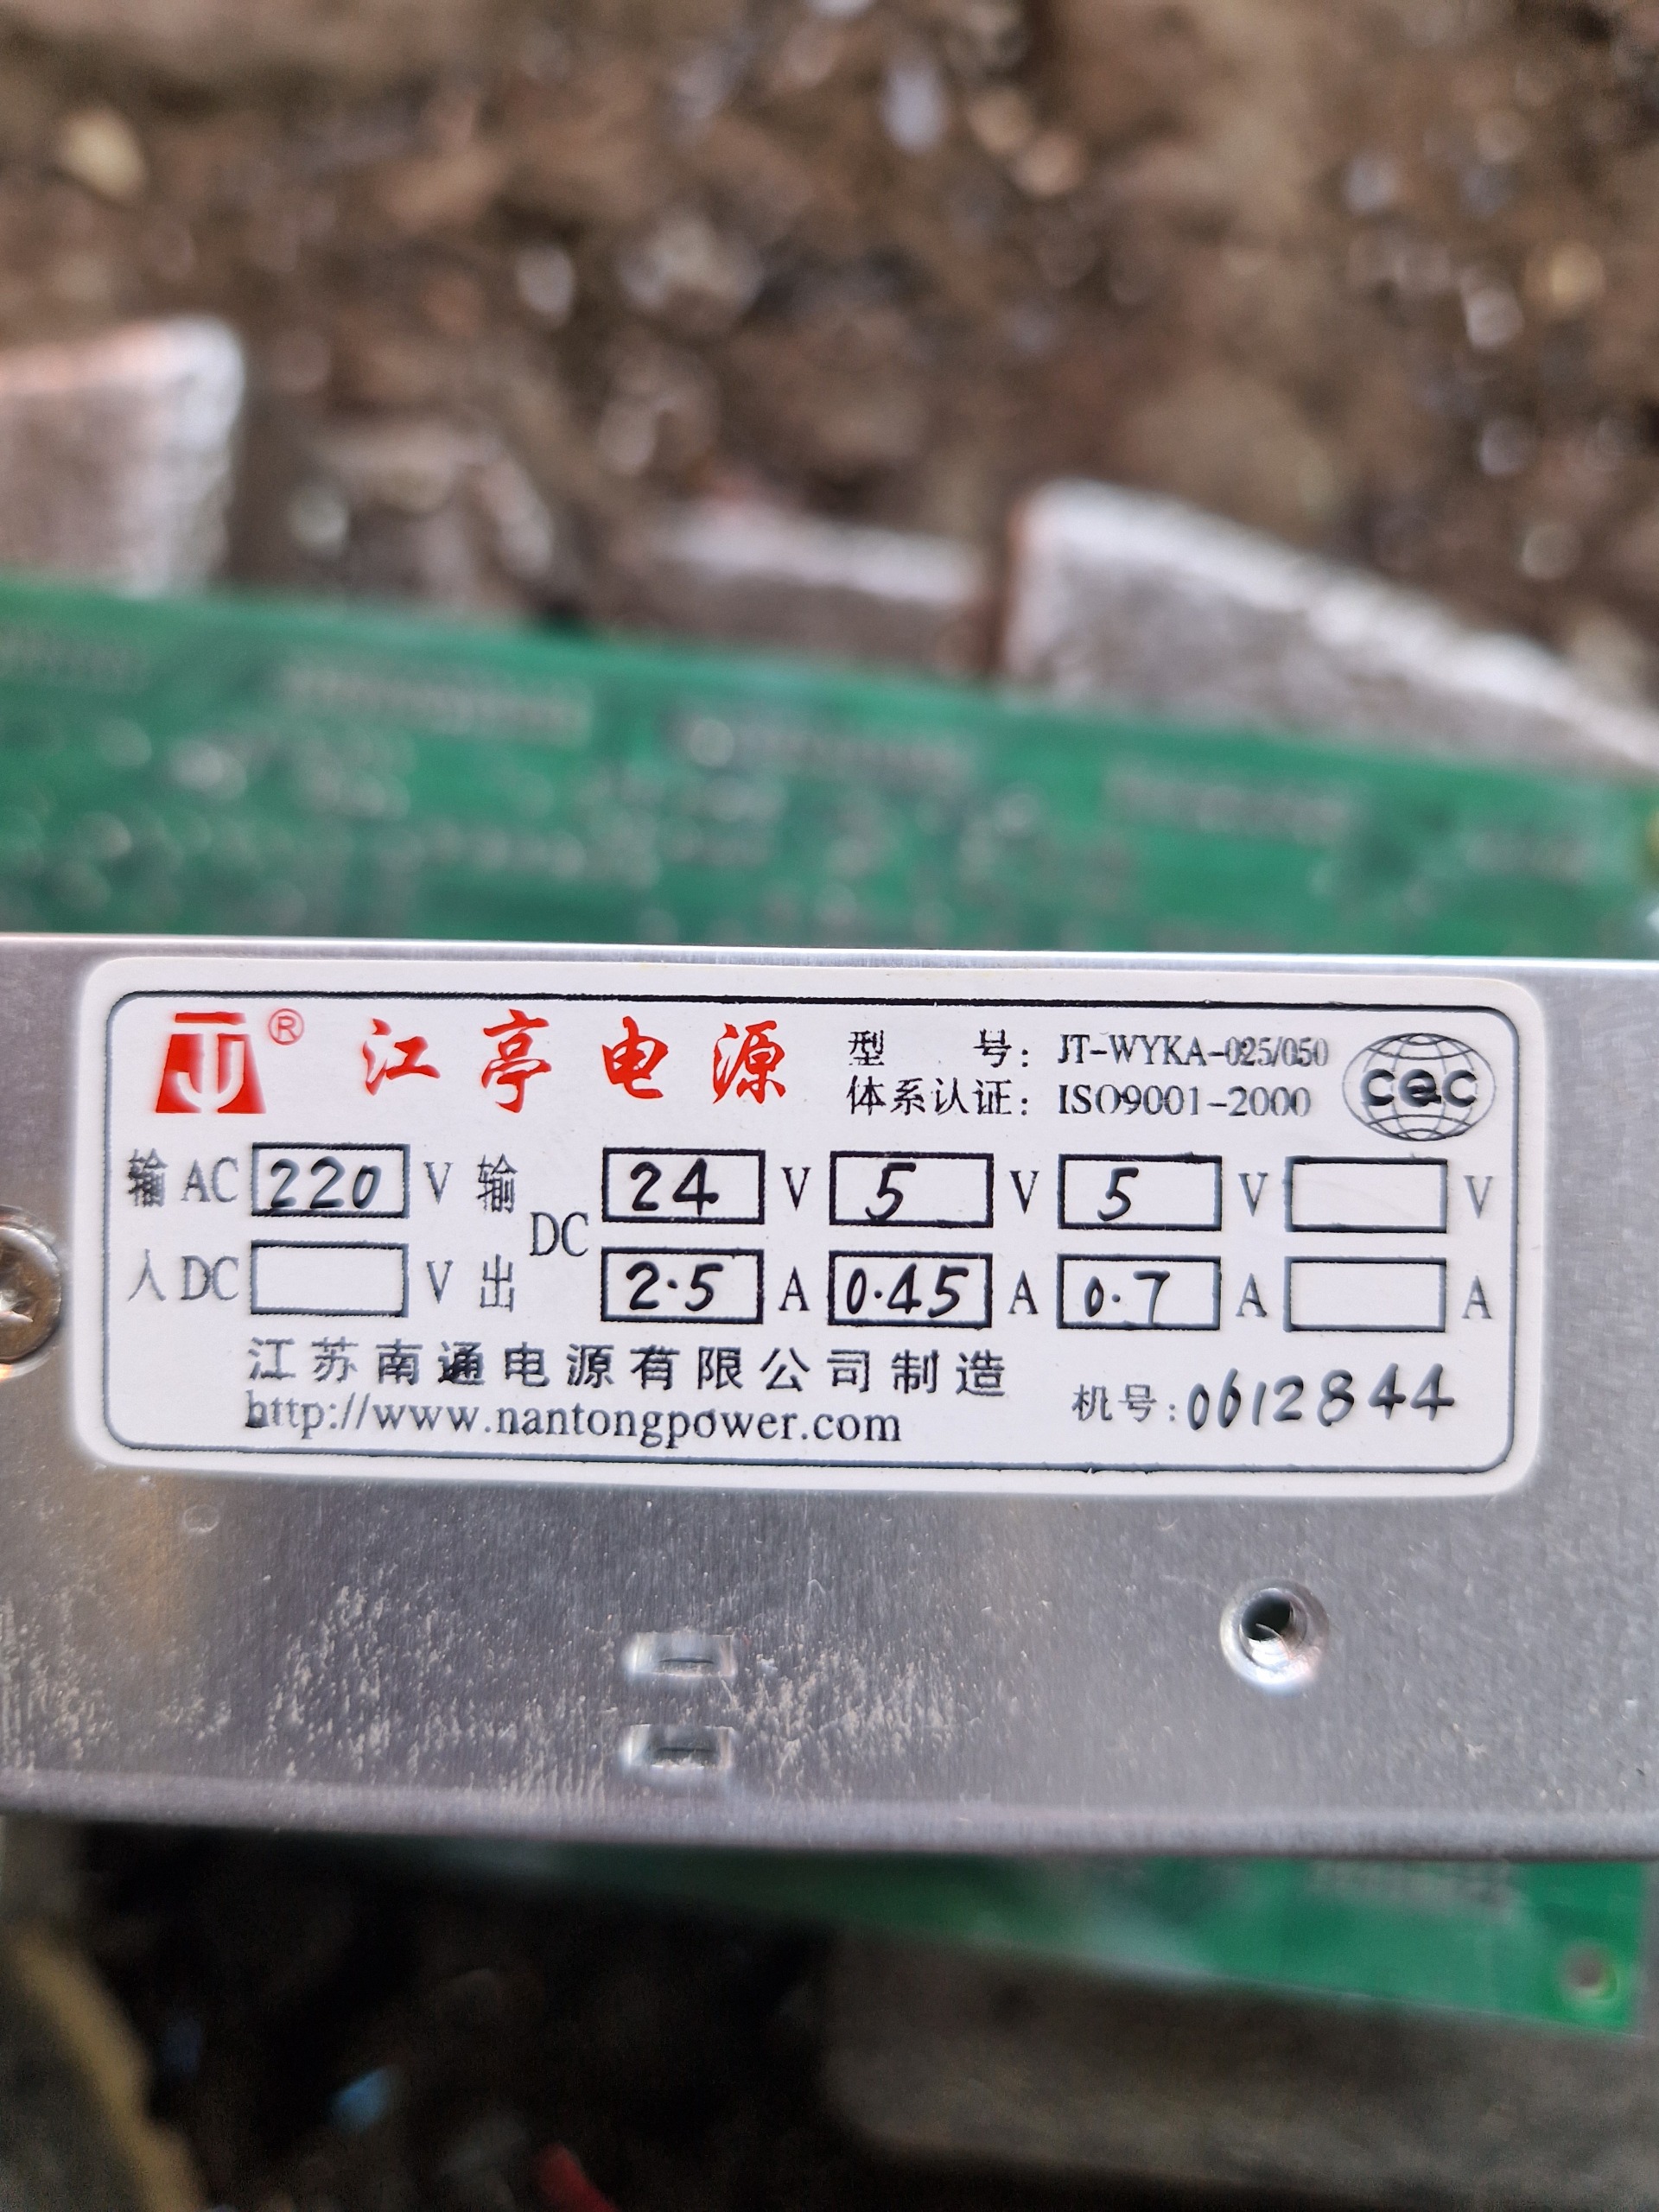 JT® 江亭电源
型 号: JT-WYKA-025/050
体系认证: ISO9001-2000
cec
输入 AC 220 V DC V
输出 DC 24 V 5 V 5 V V
2.5 A 0.45 A 0.7 A A
江苏南通电源有限公司制造
http://www.nantongpower.com
机号: 0612844